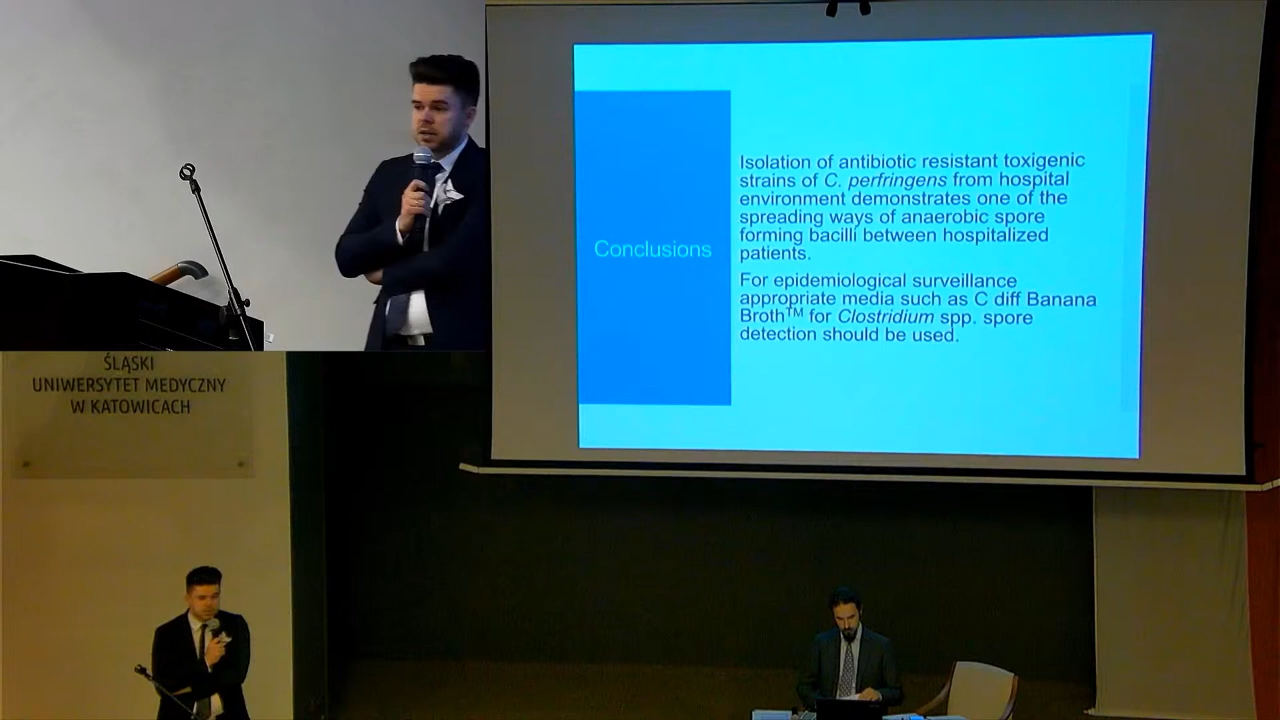 ŚLĄSKI
UNIWERSYTET MEDYCZNY
W KATOWICACH
Conclusions
Isolation of antibiotic resistant toxigenic
strains of C. perfringens from hospital
environment demonstrates one of the
spreading ways of anaerobic spore
forming bacilli between hospitalized
patients.
For epidemiological surveillance
appropriate media such as C diff Banana
Broth™ for Clostridium spp. spore
detection should be used.